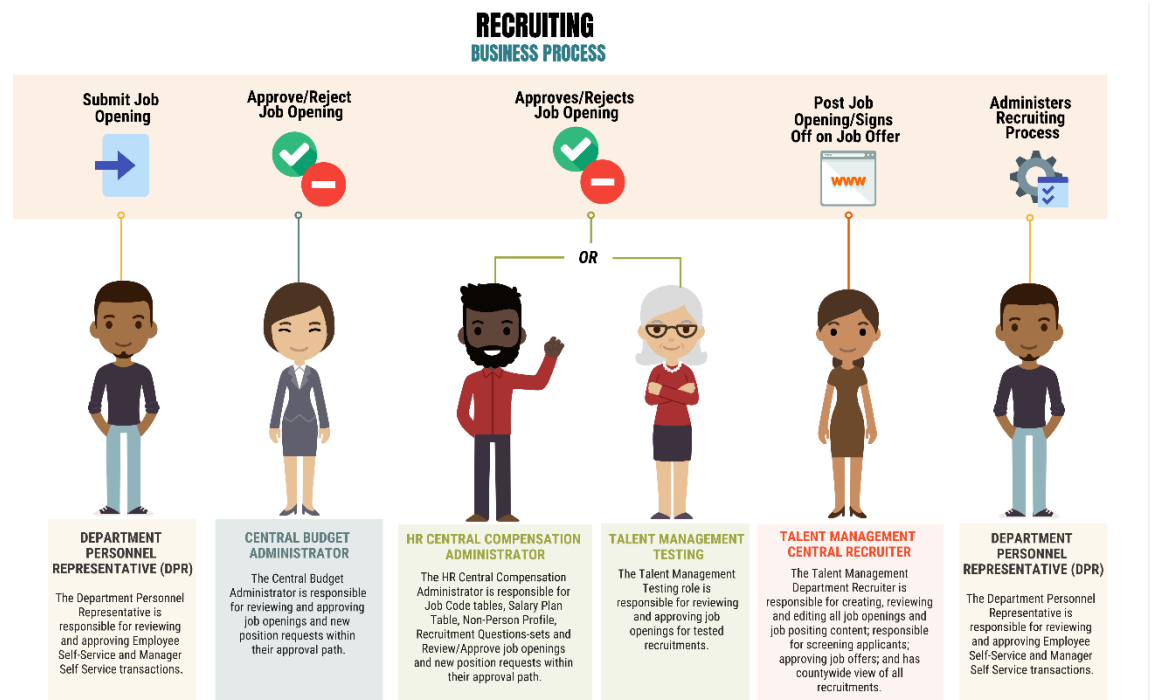 RECRUITING
BUSINESS PROCESS
Submit Job
Opening
Approve/Reject
Job Opening
Approves/Rejects
Job Opening
Post Job
Opening/Signs
Off on Job Offer
Administers
Recruiting
Process
www
OR
DEPARTMENT
PERSONNEL
REPRESENTATIVE (DPR)
The Department Personnel
Representative is
responsible for reviewing
and approving Employee
Self-Service and Manager
Self Service transactions.
CENTRAL BUDGET
ADMINISTRATOR
The Central Budget
Administrator is responsible
for reviewing and approving
job openings and new
position requests within
their approval path.
HR CENTRAL COMPENSATION
ADMINISTRATOR
The HR Central Compensation
Administrator is responsible for
Job Code tables, Salary Plan
Table, Non-Person Profile,
Recruitment Questions-sets and
Review/Approve job openings
and new position requests within
their approval path.
TALENT MANAGEMENT
TESTING
The Talent Management
Testing role is
responsible for reviewing
and approving job
openings for tested
recruitments.
TALENT MANAGEMENT
CENTRAL RECRUITER
The Talent Management
Department Recruiter is
responsible for creating, reviewing
and editing all job openings and
job positing content; responsible
for screening applicants;
approving job offers; and has
countywide view of all
recruitments.
DEPARTMENT
PERSONNEL
REPRESENTATIVE (DPR)
The Department Personnel
Representative is
responsible for reviewing
and approving Employee
Self-Service and Manager
Self Service transactions.